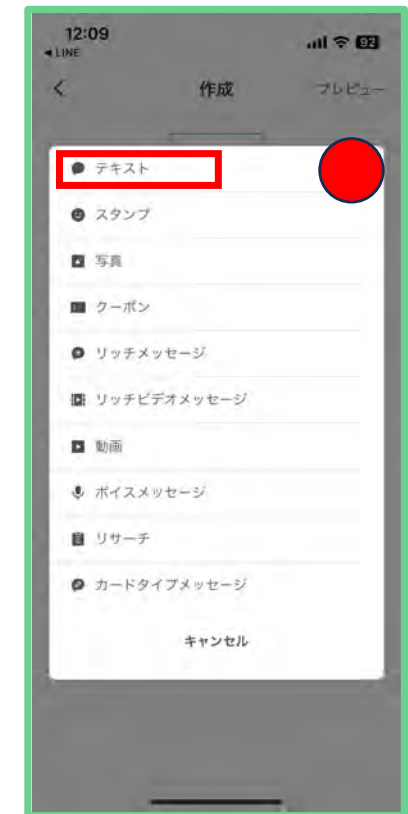 12:09
◀ LINE
92
作成
プレビュー
テキスト
スタンプ
写真
クーポン
リッチメッセージ
リッチビデオメッセージ
動画
ボイスメッセージ
リサーチ
カードタイプメッセージ
キャンセル